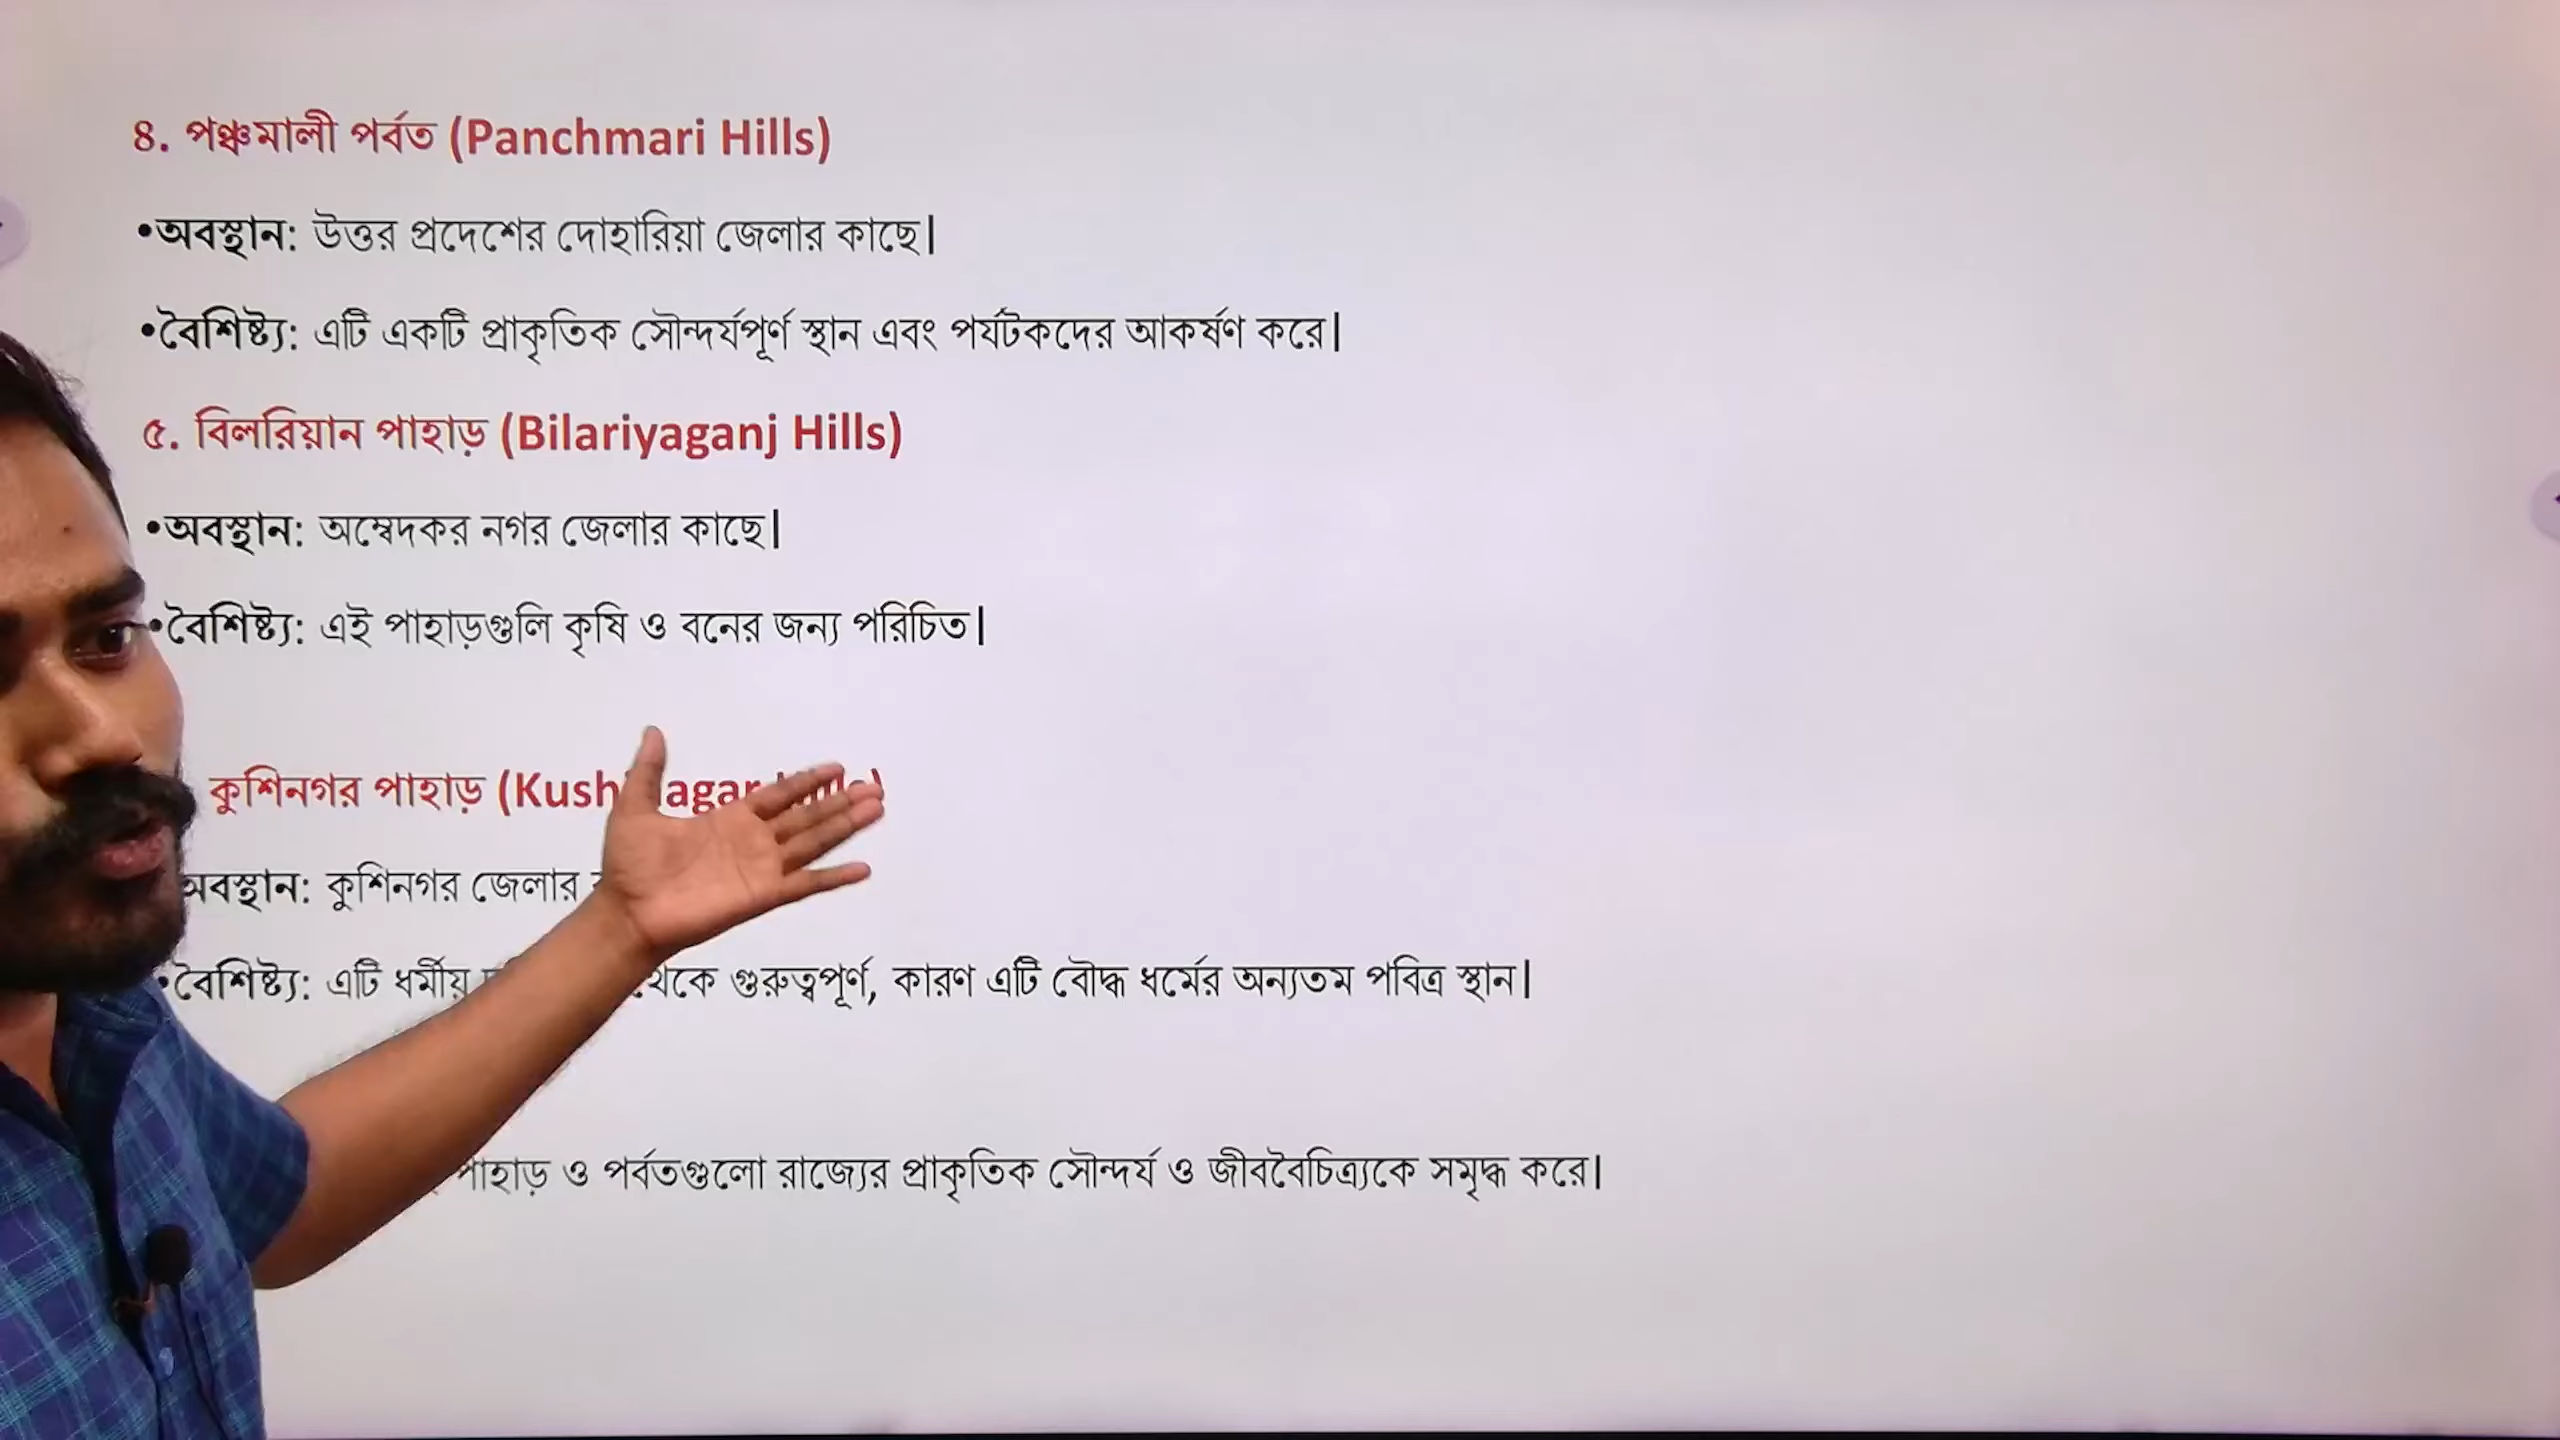 ৪. পঞ্চমালী পর্বত (Panchmari Hills)
•অবস্থান: উত্তর প্রদেশের দোহারিয়া জেলার কাছে।
•বৈশিষ্ট্য: এটি একটি প্রাকৃতিক সৌন্দর্যপূর্ণ স্থান এবং পর্যটকদের আকর্ষণ করে।
৫. বিলরিয়ান পাহাড় (Bilariyaganj Hills)
•অবস্থান: অম্বেদকর নগর জেলার কাছে।
•বৈশিষ্ট্য: এই পাহাড়গুলি কৃষি ও বনের জন্য পরিচিত।
কুশিনগর পাহাড়
অবস্থান: কুশিনগর জেলার
•বৈশিষ্ট্য: এটি ধর্মীয় থেকে গুরুত্বপূর্ণ, কারণ এটি বৌদ্ধ ধর্মের অন্যতম পবিত্র স্থান।
পাহাড় ও পর্বতগুলো রাজ্যের প্রাকৃতিক সৌন্দর্য ও জীববৈচিত্র্যকে সমৃদ্ধ করে।